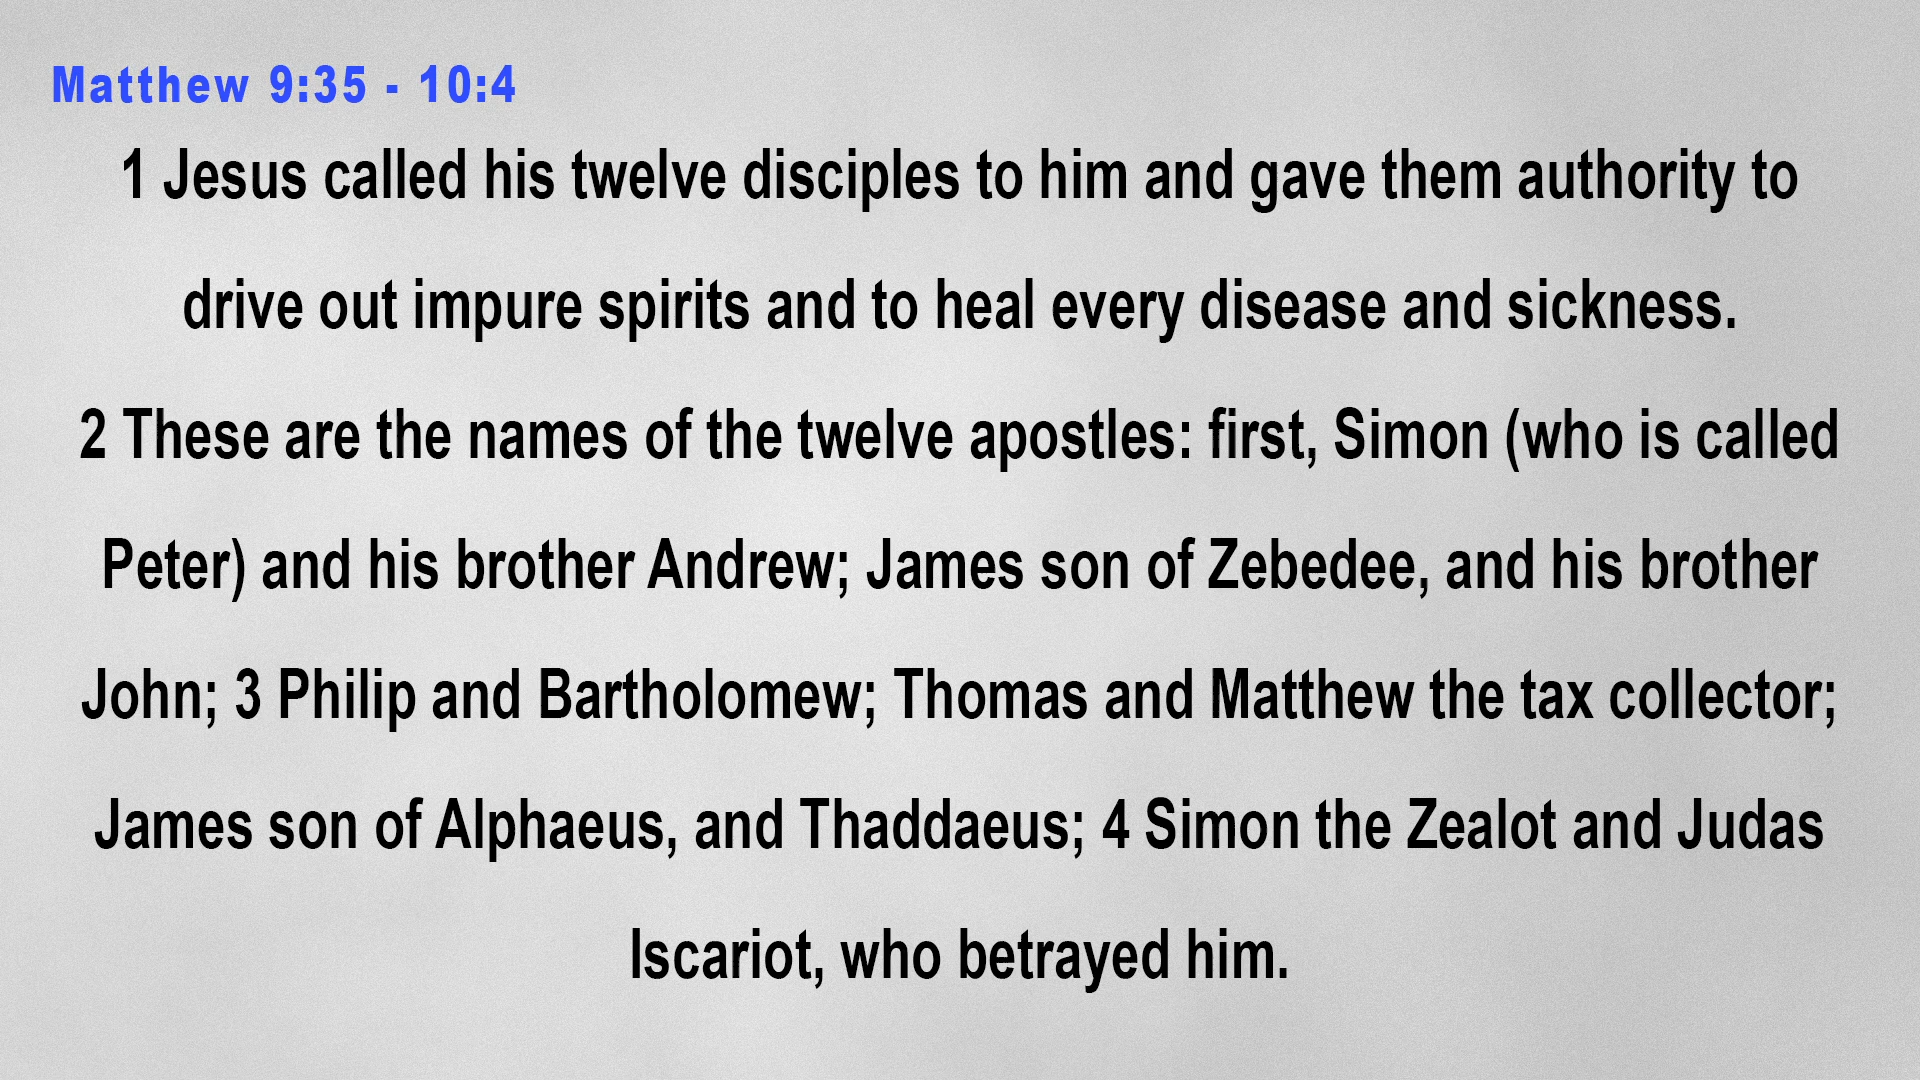 Matthew 9:35 - 10:4
1 Jesus called his twelve disciples to him and gave them authority to
drive out impure spirits and to heal every disease and sickness.
2 These are the names of the twelve apostles: first, Simon (who is called
Peter) and his brother Andrew; James son of Zebedee, and his brother
John; 3 Philip and Bartholomew; Thomas and Matthew the tax collector;
James son of Alphaeus, and Thaddaeus; 4 Simon the Zealot and Judas
Iscariot, who betrayed him.